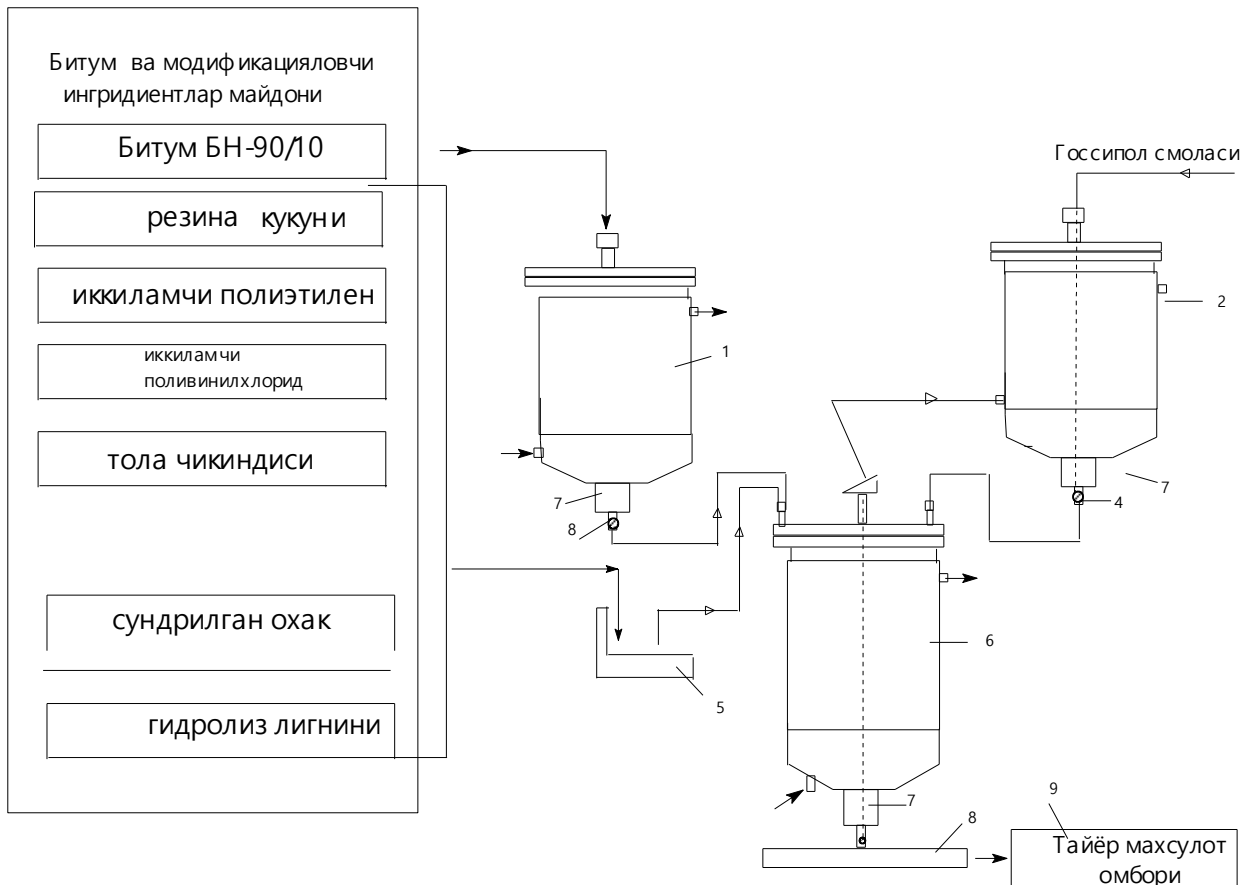 Битум ва модификацияловчи
ингридиентлар майдони
Битум БН-90/10
резина кукуни
иккиламчи полиэтилен
иккиламчи
поливинилхлорид
тола чикиндиси
сундрилган охак
гидролиз лигнини
Госсипол смоласи
1
2
7
8
7
4
5
6
7
8
9
Тайёр махсулот
омбори